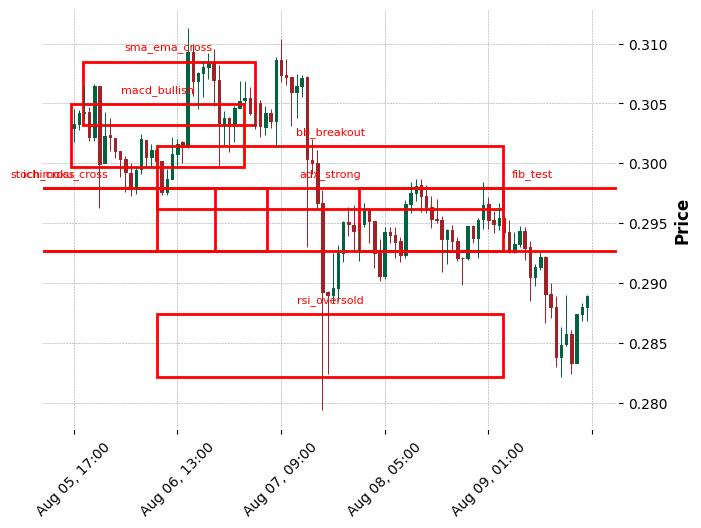 sma_ema_cross
macd_bullish
bb_breakout
adx_strong
fib_test
rsi_oversold
0.310
0.305
0.300
0.295
0.290
0.285
0.280
Price
Aug 05, 17:00
Aug 06, 13:00
Aug 07, 09:00
Aug 08, 05:00
Aug 09, 01:00